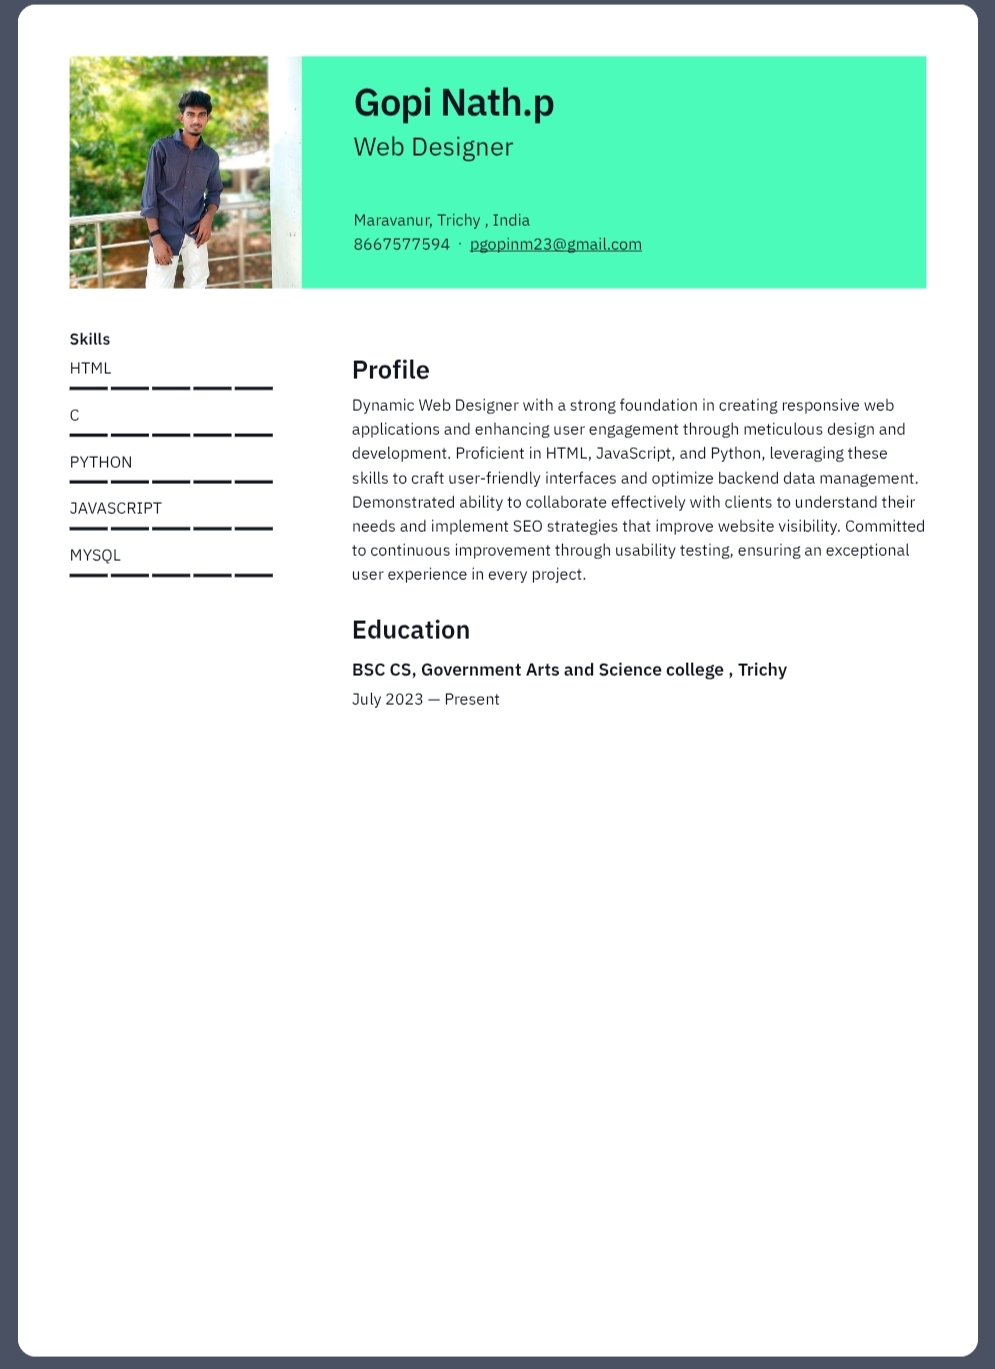 Gopi Nath.p
Web Designer
Maravanur, Trichy , India
8667577594 · pgopinm23@gmail.com
Skills
HTML
C
PYTHON
JAVASCRIPT
MYSQL
Profile
Dynamic Web Designer with a strong foundation in creating responsive web
applications and enhancing user engagement through meticulous design and
development. Proficient in HTML, JavaScript, and Python, leveraging these
skills to craft user-friendly interfaces and optimize backend data management.
Demonstrated ability to collaborate effectively with clients to understand their
needs and implement SEO strategies that improve website visibility. Committed
to continuous improvement through usability testing, ensuring an exceptional
user experience in every project.
Education
BSC CS, Government Arts and Science college , Trichy
July 2023 — Present